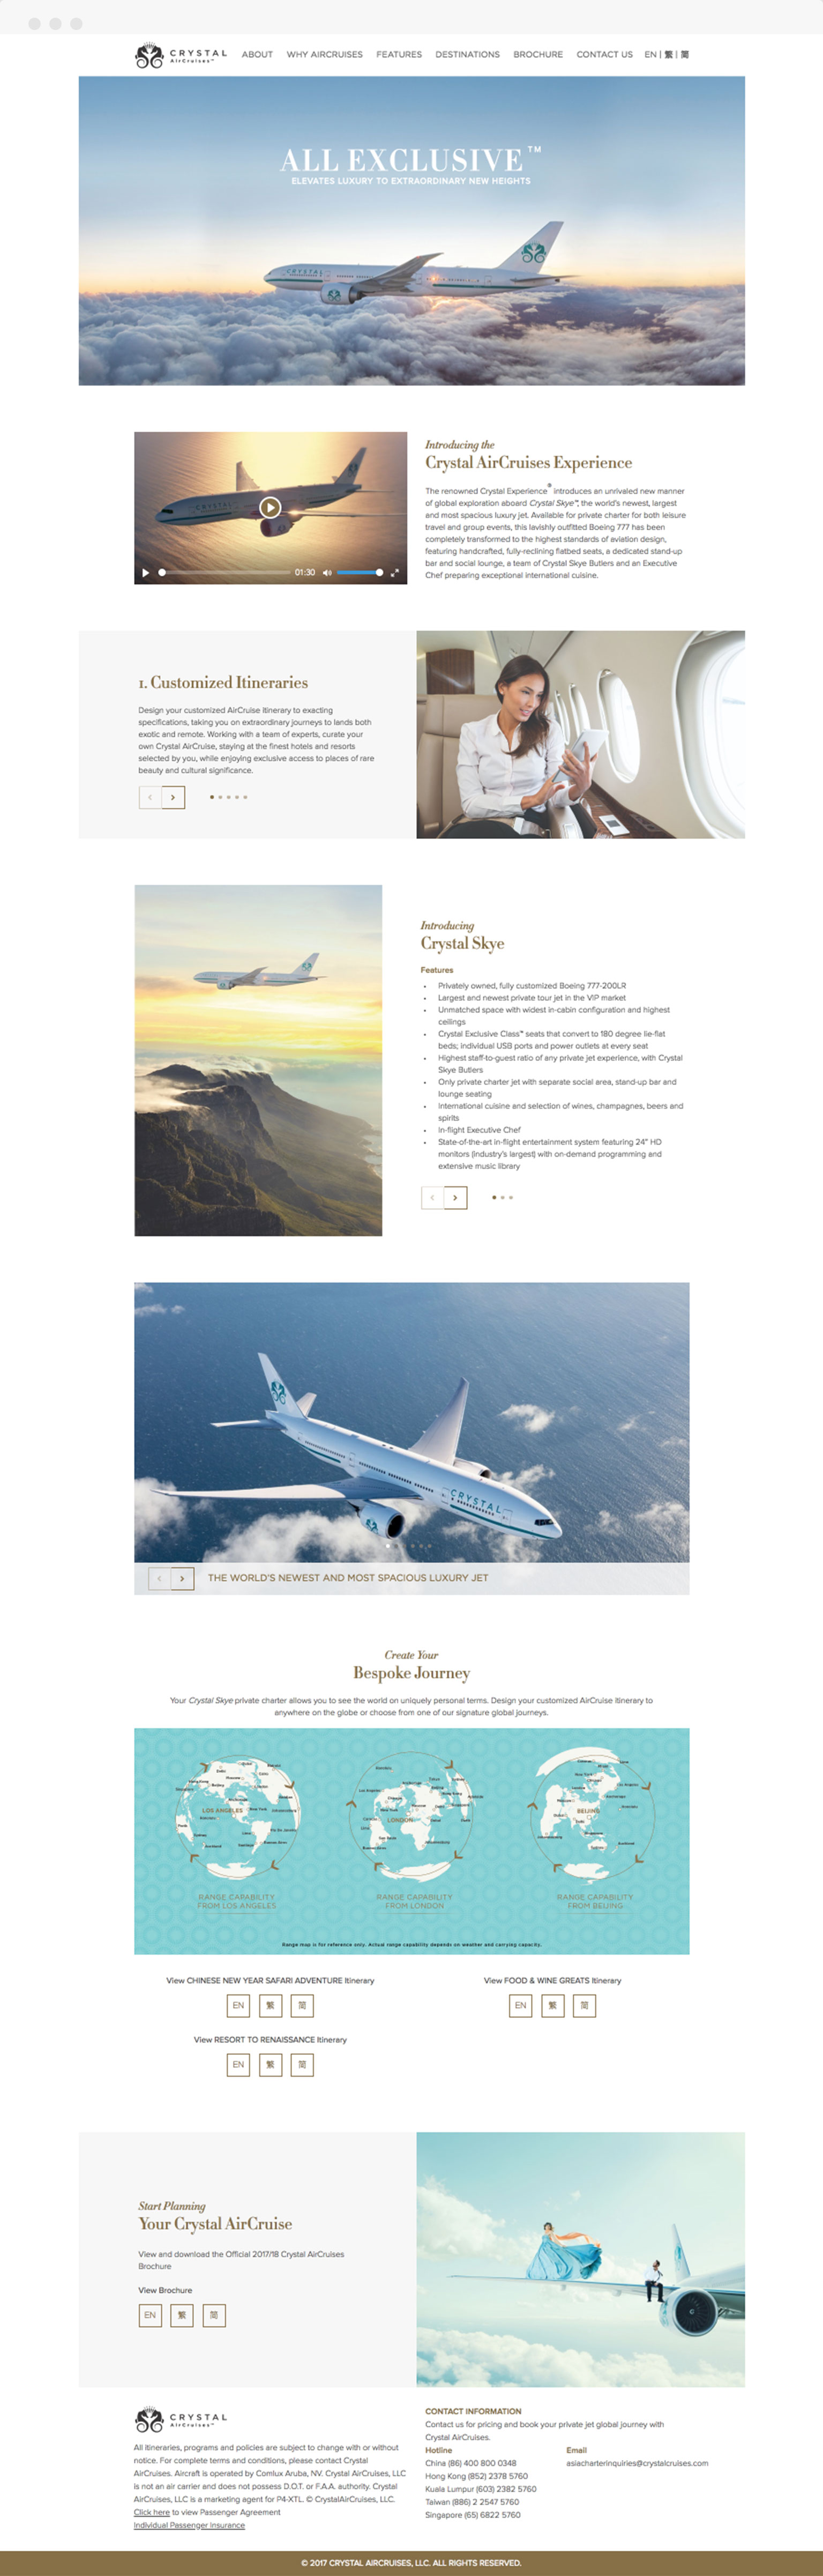 CRYSTAL
AirCruises™
ABOUT WHY AIRCRUISES FEATURES DESTINATIONS BROCHURE CONTACT US EN | 繁 | 简
ALL EXCLUSIVE™
ELEVATES LUXURY TO EXTRAORDINARY NEW HEIGHTS
CRYSTAL
Introducing the
Crystal AirCruises Experience
The renowned Crystal Experience® introduces an unrivaled new manner
of global exploration aboard Crystal Skye™, the world's newest, largest
and most spacious luxury jet. Available for private charter for both leisure
travel and group events, this lavishly outfitted Boeing 777 has been
completely transformed to the highest standards of aviation design,
featuring handcrafted, fully-reclining flatbed seats, a dedicated stand-up
bar and social lounge, a team of Crystal Skye Butlers and an Executive
Chef preparing exceptional international cuisine.
CRYSTAL
01:30
1. Customized Itineraries
Design your customized AirCruise itinerary to exacting
specifications, taking you on extraordinary journeys to lands both
exotic and remote. Working with a team of experts, curate your
own Crystal AirCruise, staying at the finest hotels and resorts
selected by you, while enjoying exclusive access to places of rare
beauty and cultural significance.
Introducing
Crystal Skye
Features
• Privately owned, fully customized Boeing 777-200LR
• Largest and newest private tour jet in the VIP market
• Unmatched space with widest in-cabin configuration and highest
ceilings
• Crystal Exclusive Class™ seats that convert to 180 degree lie-flat
beds; individual USB ports and power outlets at every seat
• Highest staff-to-guest ratio of any private jet experience, with Crystal
Skye Butlers
• Only private charter jet with separate social area, stand-up bar and
lounge seating
• International cuisine and selection of wines, champagnes, beers and
spirits
• In-flight Executive Chef
• State-of-the-art in-flight entertainment system featuring 24" HD
monitors (industry's largest) with on-demand programming and
extensive music library
CRYSTAL
THE WORLD'S NEWEST AND MOST SPACIOUS LUXURY JET
Create Your
Bespoke Journey
Your Crystal Skye private charter allows you to see the world on uniquely personal terms. Design your customized AirCruise itinerary to
anywhere on the globe or choose from one of our signature global journeys.
LOS ANGELES
LONDON
BEIJING
RANGE CAPABILITY
FROM LOS ANGELES
RANGE CAPABILITY
FROM LONDON
RANGE CAPABILITY
FROM BEIJING
Range map is for reference only. Actual range capability depends on weather and carrying capacity.
View CHINESE NEW YEAR SAFARI ADVENTURE Itinerary
EN 繁 简
View FOOD & WINE GREATS Itinerary
EN 繁 简
View RESORT TO RENAISSANCE Itinerary
EN 繁 简
Start Planning
Your Crystal AirCruise
View and download the Official 2017/18 Crystal AirCruises
Brochure
View Brochure
EN 繁 简
CRYSTAL
AirCruises™
All itineraries, programs and policies are subject to change with or without
notice. For complete terms and conditions, please contact Crystal
AirCruises. Aircraft is operated by Comlux Aruba, NV. Crystal AirCruises, LLC
is not an air carrier and does not possess D.O.T. or F.A.A. authority. Crystal
AirCruises, LLC is a marketing agent for P4-XTL. © CrystalAirCruises, LLC.
Click here to view Passenger Agreement
Individual Passenger Insurance
CONTACT INFORMATION
Contact us for pricing and book your private jet global journey with
Crystal AirCruises.
Hotline
China (86) 400 800 0348
Hong Kong (852) 2378 5760
Kuala Lumpur (603) 2382 5760
Taiwan (886) 2 2547 5760
Singapore (65) 6822 5760
Email
asiacharterinquiries@crystalcruises.com
© 2017 CRYSTAL AIRCRUISES, LLC. ALL RIGHTS RESERVED.